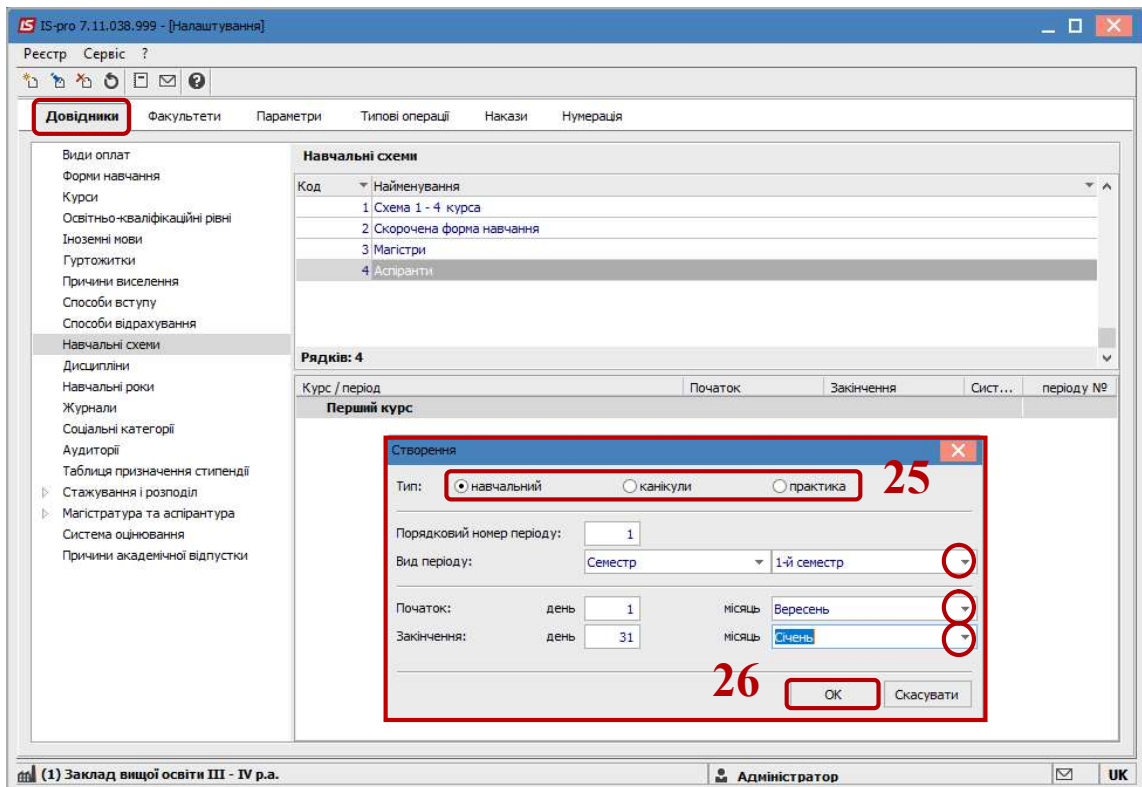 IS-pro 7.11.038.999 - [Налаштування]
Реєстр Сервіс ?
Довідники Факультети Параметри Типові операції Накази Нумерація
Види оплат
Форми навчання
Курси
Освітньо-кваліфікаційні рівні
Іноземні мови
Гуртожитки
Причини виселення
Способи вступу
Способи відрахування
Навчальні схеми
Дисципліни
Навчальні роки
Журнали
Соціальні категорії
Аудиторії
Таблиця призначення стипендії
Стажування і розподіл
Магістратура та аспірантура
Система оцінювання
Причини академічної відпустки
Навчальні схеми
Код Найменування
1 Схема 1 - 4 курса
2 Скорочена форма навчання
3 Магістри
4 Аспіранти
Рядків: 4
Курс / період Початок Закінчення Сист... періоду №
Перший курс
Створення
Тип: навчальний канікули практика 25
Порядковий номер періоду: 1
Вид періоду: Семестр 1-й семестр
Початок: день 1 місяць Вересень
Закінчення: день 31 місяць Січень
26 ОК Скасувати
(1) Заклад вищої освіти III - IV р.а. Адміністратор UK